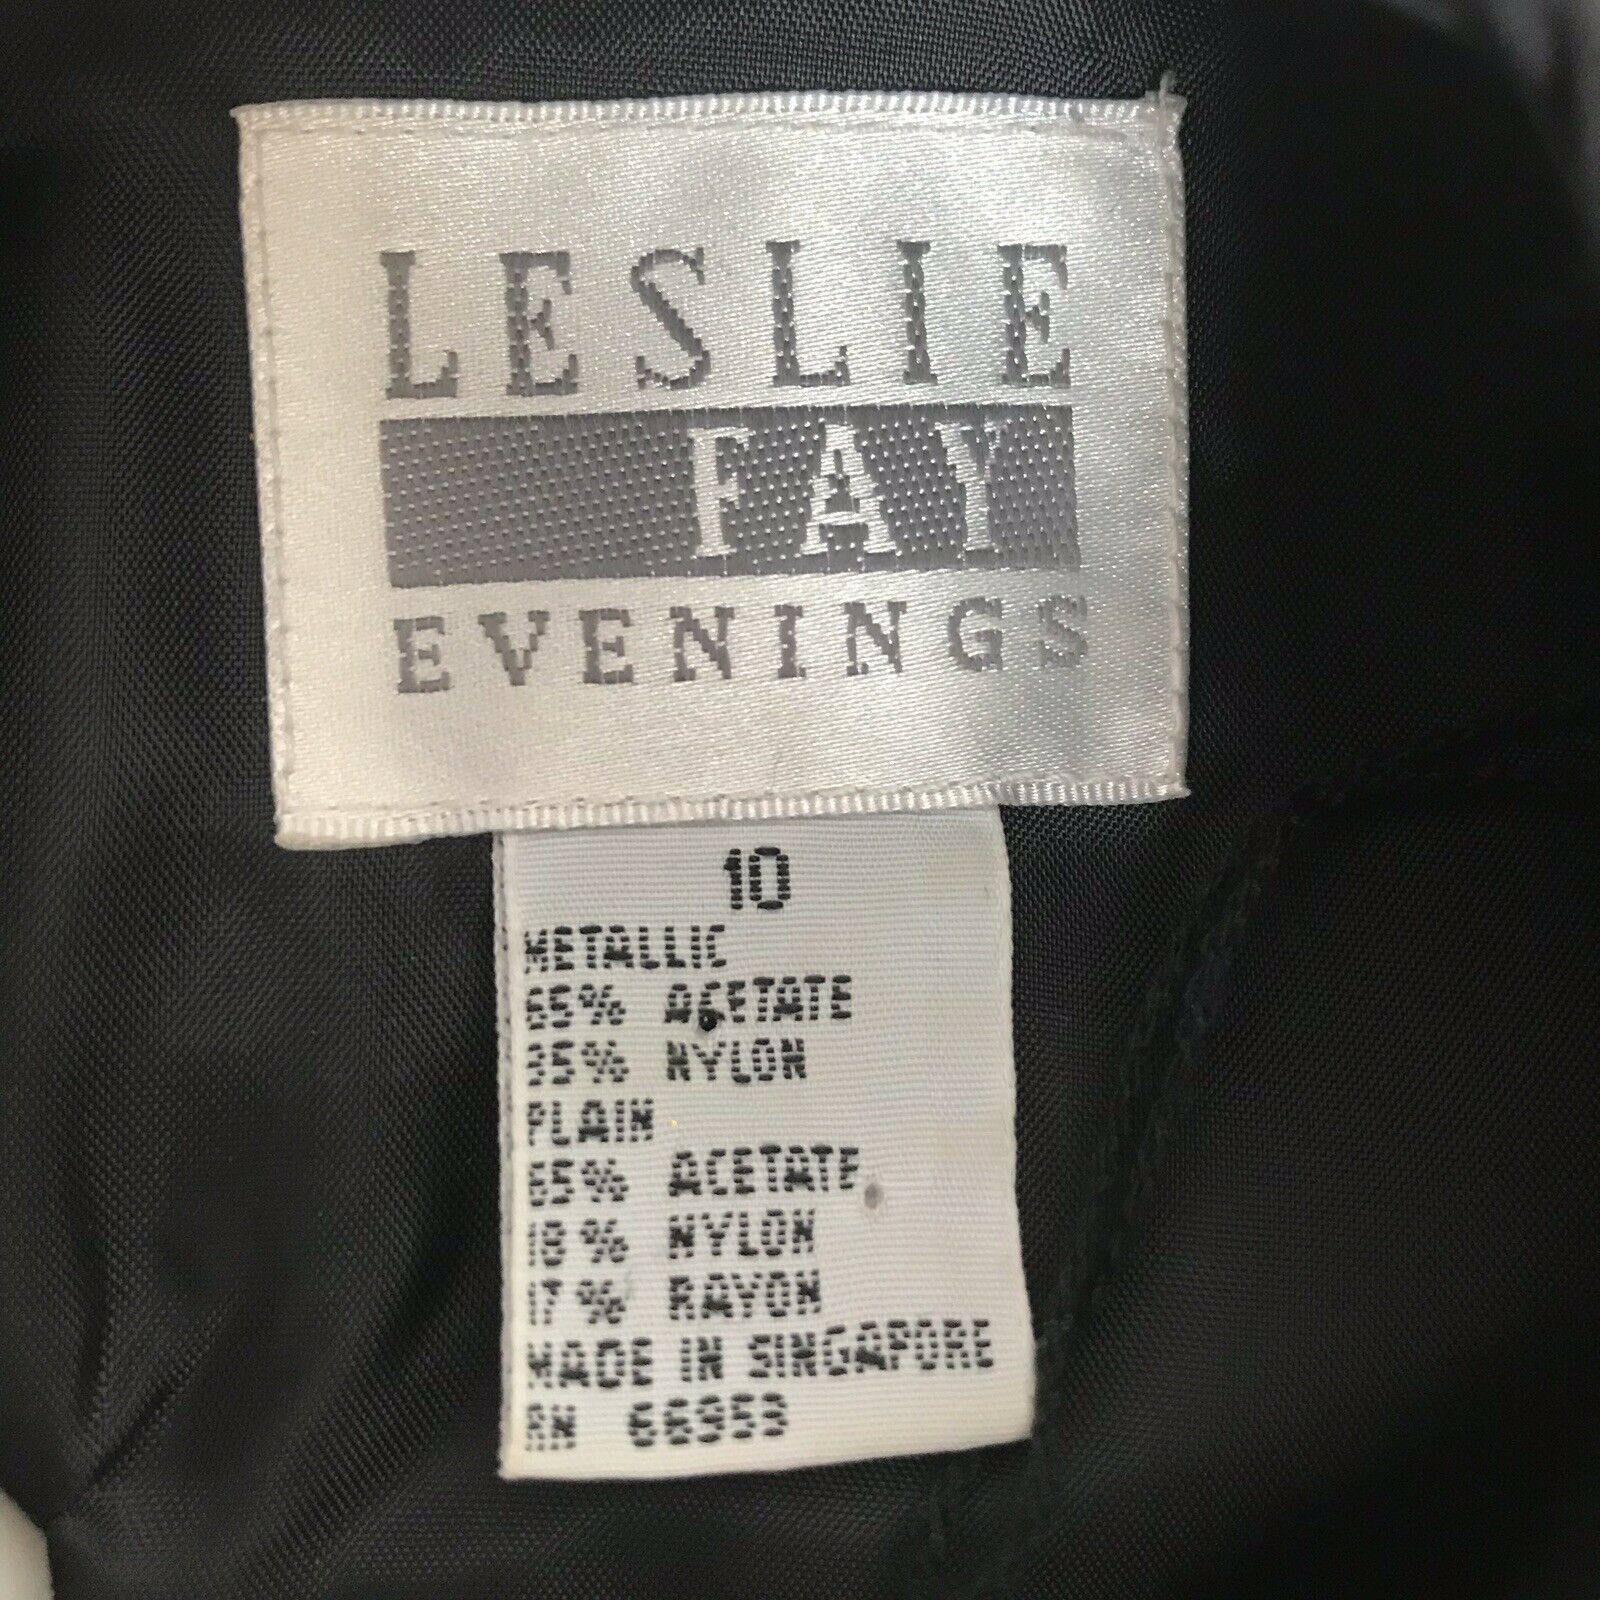 LESLIE
FAY
EVENINGS
10
METALLIC
65% ACETATE
35% NYLON
PLAIN
65% ACETATE
18% NYLON
17% RAYON
MADE IN SINGAPORE
RN 66959